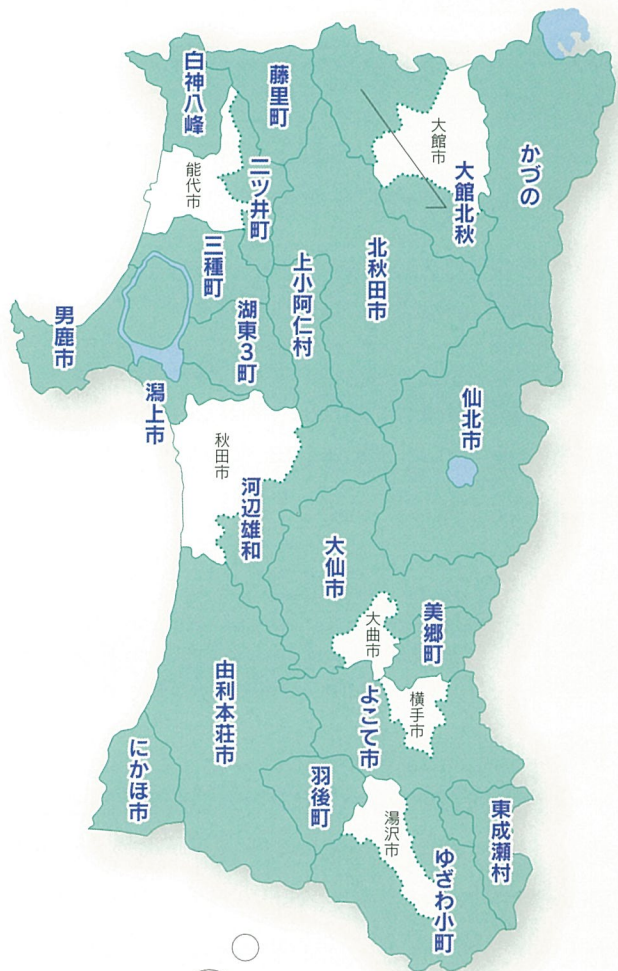 白神八峰
藤里町
大館市
大館北秋
かづの
能代市
二ツ井町
三種町
上小阿仁村
北秋田市
湖東3町
男鹿市
潟上市
仙北市
秋田市
河辺雄和
大仙市
大曲市
美郷町
由利本荘市
よこて市
横手市
にかほ市
羽後町
湯沢市
ゆざわ小町
東成瀬村